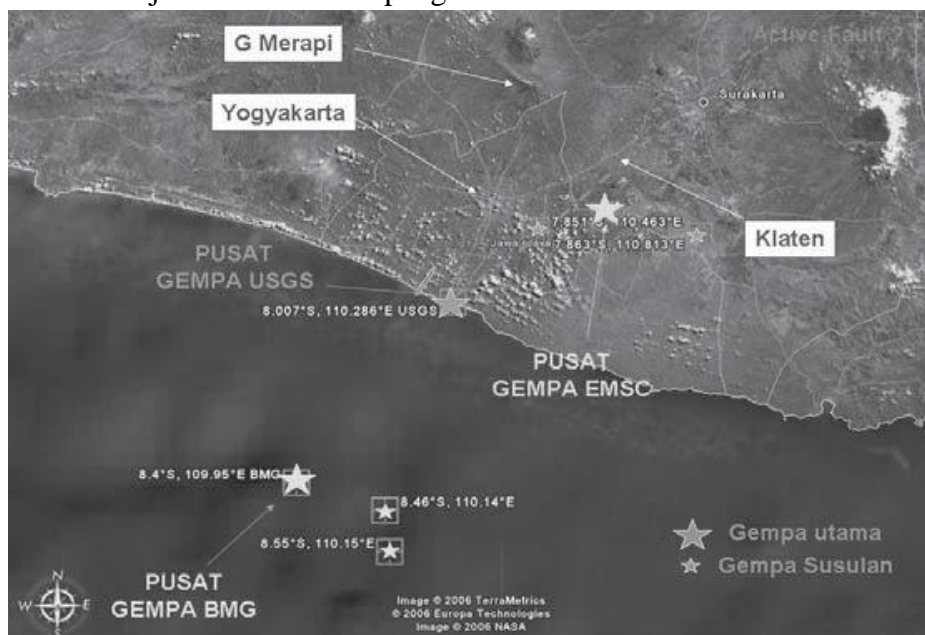 G Merapi
Active Fault ?
Yogyakarta
Surakarta
7.851°S, 110.463°E
7.863°S, 110.813°E
Klaten
PUSAT
GEMPA USGS
8.007°S, 110.286°E USGS
PUSAT
GEMPA EMSC
8.4°S, 109.95°E BMG
8.46°S, 110.14°E
8.55°S, 110.15°E
PUSAT
GEMPA BMG
Gempa utama
Gempa Susulan
N
W
E
S
Image © 2006 TerraMetrics
© 2006 Europa Technologies
Image © 2006 NASA